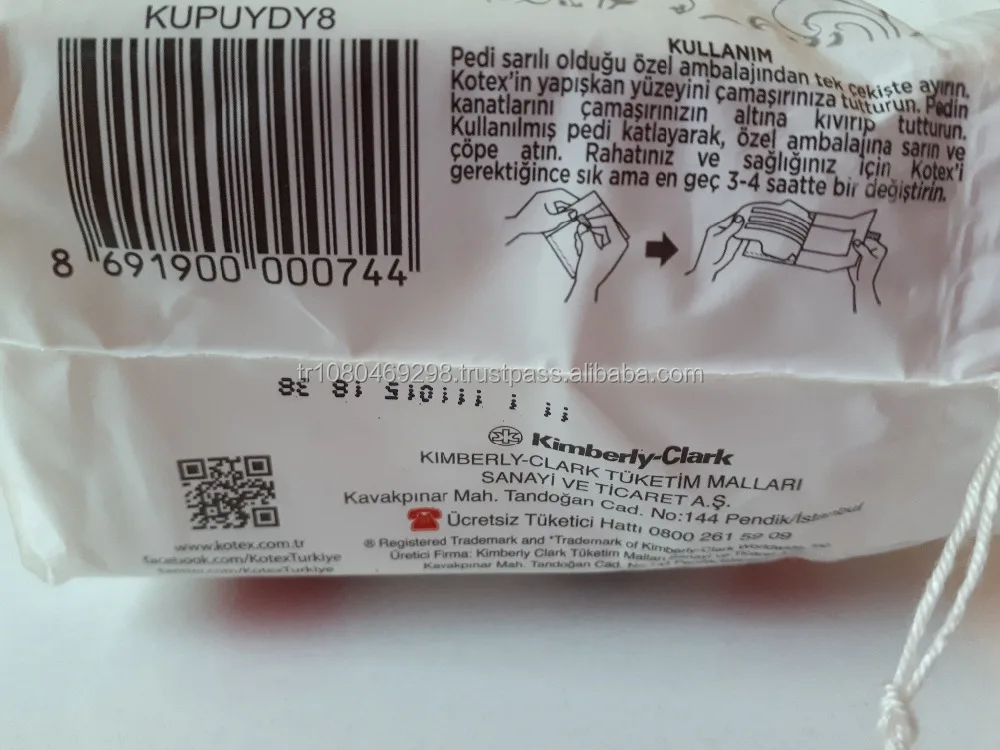 KUPUYDY8
8 691900 000744
KULLANIM
Pedi sarılı olduğu özel ambalajından tek çekişte ayırın.
Kotex'in yapışkan yüzeyini çamaşırınıza tutturun. Pedin
kanatlarını çamaşırınızın altına kıvırıp tutturun.
Kullanılmış pedi katlayarak, özel ambalajına sarın ve
çöpe atın. Rahatınız ve sağlığınız için Kotex'i
gerektiğince sık ama en geç 3-4 saatte bir değiştirin.
tr1080469298.trustpass.alibaba.com
Kimberly-Clark
KIMBERLY-CLARK TÜKETİM MALLARI
SANAYİ VE TİCARET A.Ş.
Kavakpınar Mah. Tandoğan Cad. No:144 Pendik/İstanbul
Ücretsiz Tüketici Hattı 0800 261 59 09
® Registered Trademark and *Trademark of Kimberly-Clark Worldwide, Inc
Üretici Firma: Kimberly Clark Tüketim Malları
Kavakpınar Mah. Tandoğan Cad.
www.kotex.com.tr
facebook.com/KotexTurkiye